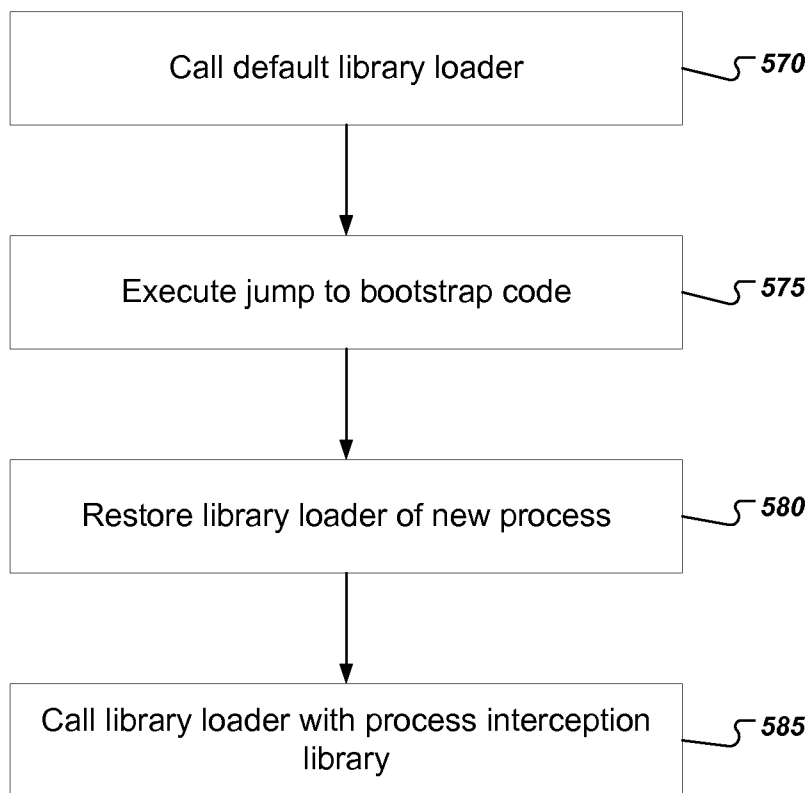 Call default library loader
570
Execute jump to bootstrap code
575
Restore library loader of new process
580
Call library loader with process interception
library
585